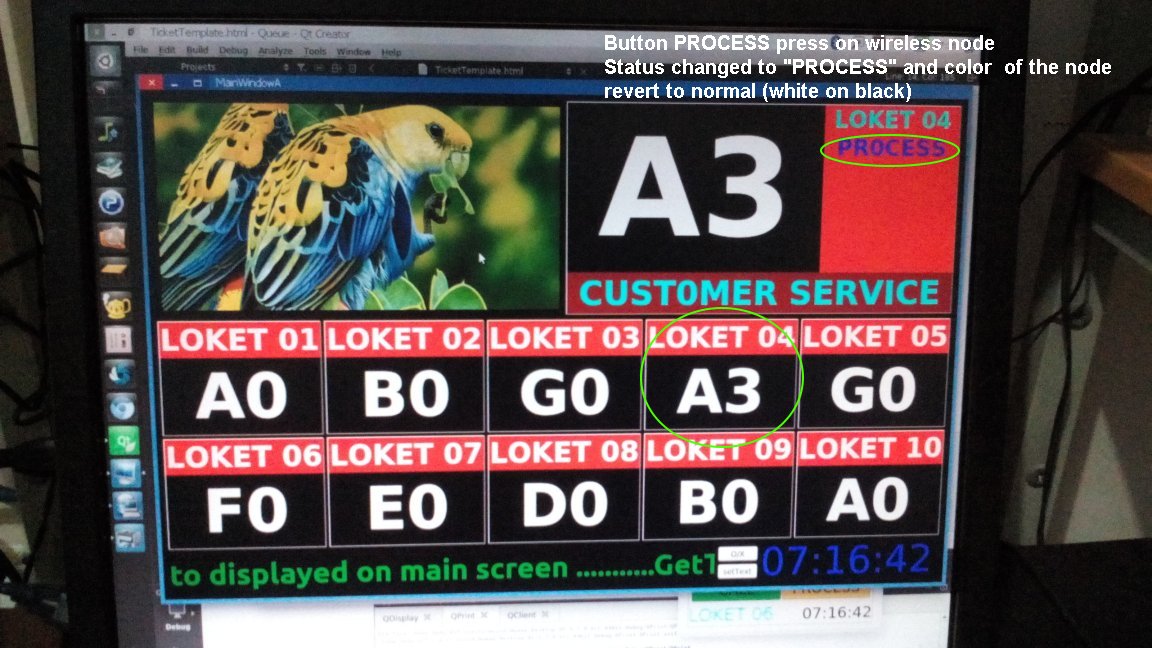 TicketTemplate.html - Queue - Qt Creator
File Edit Build Debug Analyze Tools Window Help
Button PROCESS press on wireless node
Status changed to "PROCESS" and color of the node
revert to normal (white on black)
Projects
TicketTemplate.html
MainWindowA
A3
LOKET 04
PR0CESS
CUST0MER SERVICE
LOKET 01 LOKET 02 LOKET 03 LOKET 04 LOKET 05
A0 B0 G0 A3 G0
LOKET 06 LOKET 07 LOKET 08 LOKET 09 LOKET 10
F0 E0 D0 B0 A0
to displayed on main screen ...........GetT
setText
07:16:42
PROCESS
QDisplay QPrint QClient
LOKET 06 07:16:42
Debug